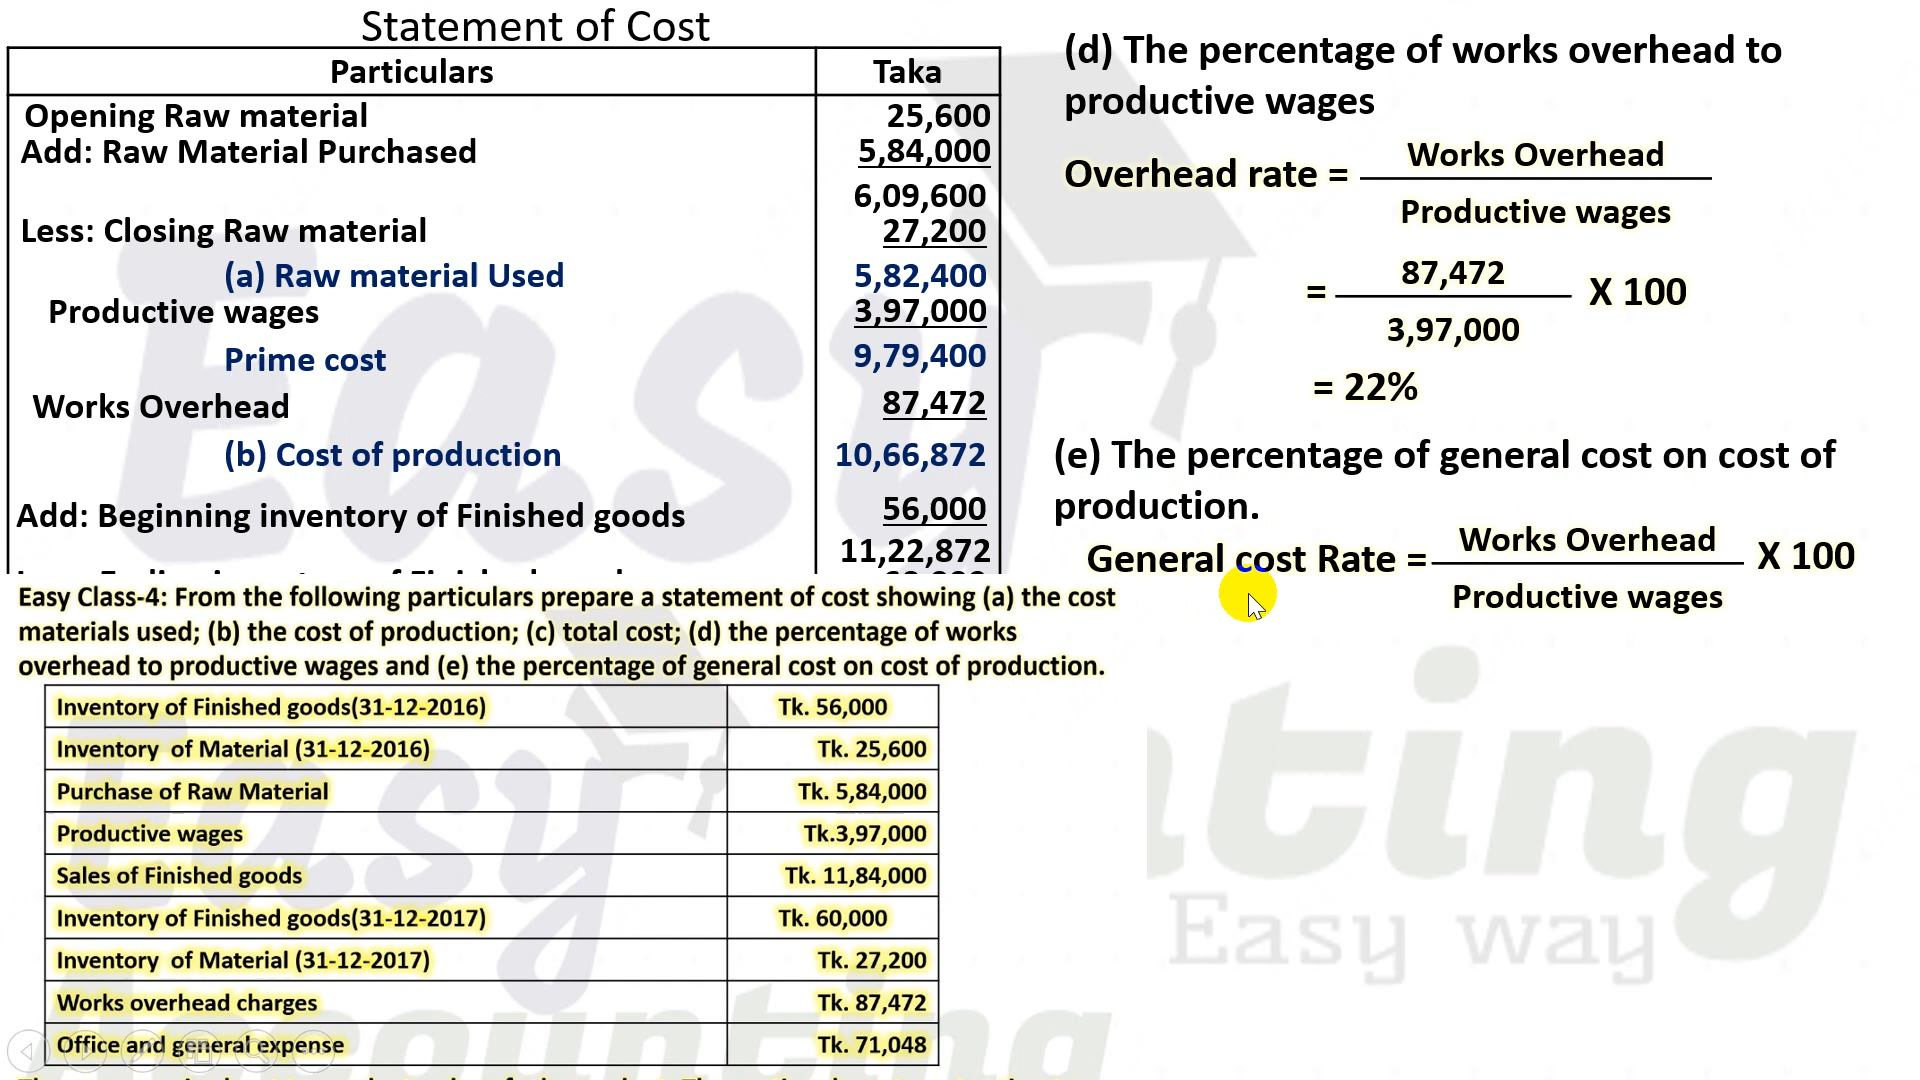 Statement of Cost
Particulars Taka
Opening Raw material 25,600
Add: Raw Material Purchased 5,84,000
6,09,600
Less: Closing Raw material 27,200
(a) Raw material Used 5,82,400
Productive wages 3,97,000
Prime cost 9,79,400
Works Overhead 87,472
(b) Cost of production 10,66,872
Add: Beginning inventory of Finished goods 56,000
11,22,872
(d) The percentage of works overhead to
productive wages
Overhead rate = Works Overhead
Productive wages
= 87,472 X 100
3,97,000
= 22%
(e) The percentage of general cost on cost of
production.
General cost Rate = Works Overhead X 100
Productive wages
Easy Class-4: From the following particulars prepare a statement of cost showing (a) the cost
materials used; (b) the cost of production; (c) total cost; (d) the percentage of works
overhead to productive wages and (e) the percentage of general cost on cost of production.
Inventory of Finished goods(31-12-2016) Tk. 56,000
Inventory of Material (31-12-2016) Tk. 25,600
Purchase of Raw Material Tk. 5,84,000
Productive wages Tk.3,97,000
Sales of Finished goods Tk. 11,84,000
Inventory of Finished goods(31-12-2017) Tk. 60,000
Inventory of Material (31-12-2017) Tk. 27,200
Works overhead charges Tk. 87,472
Office and general expense Tk. 71,048
Easy
Easy
ting
Easy way